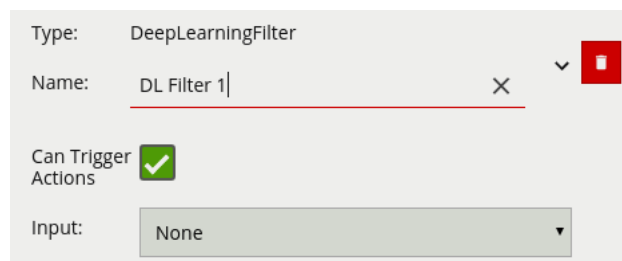 Type: DeepLearningFilter
Name: DL Filter 1
Can Trigger
Actions
Input: None